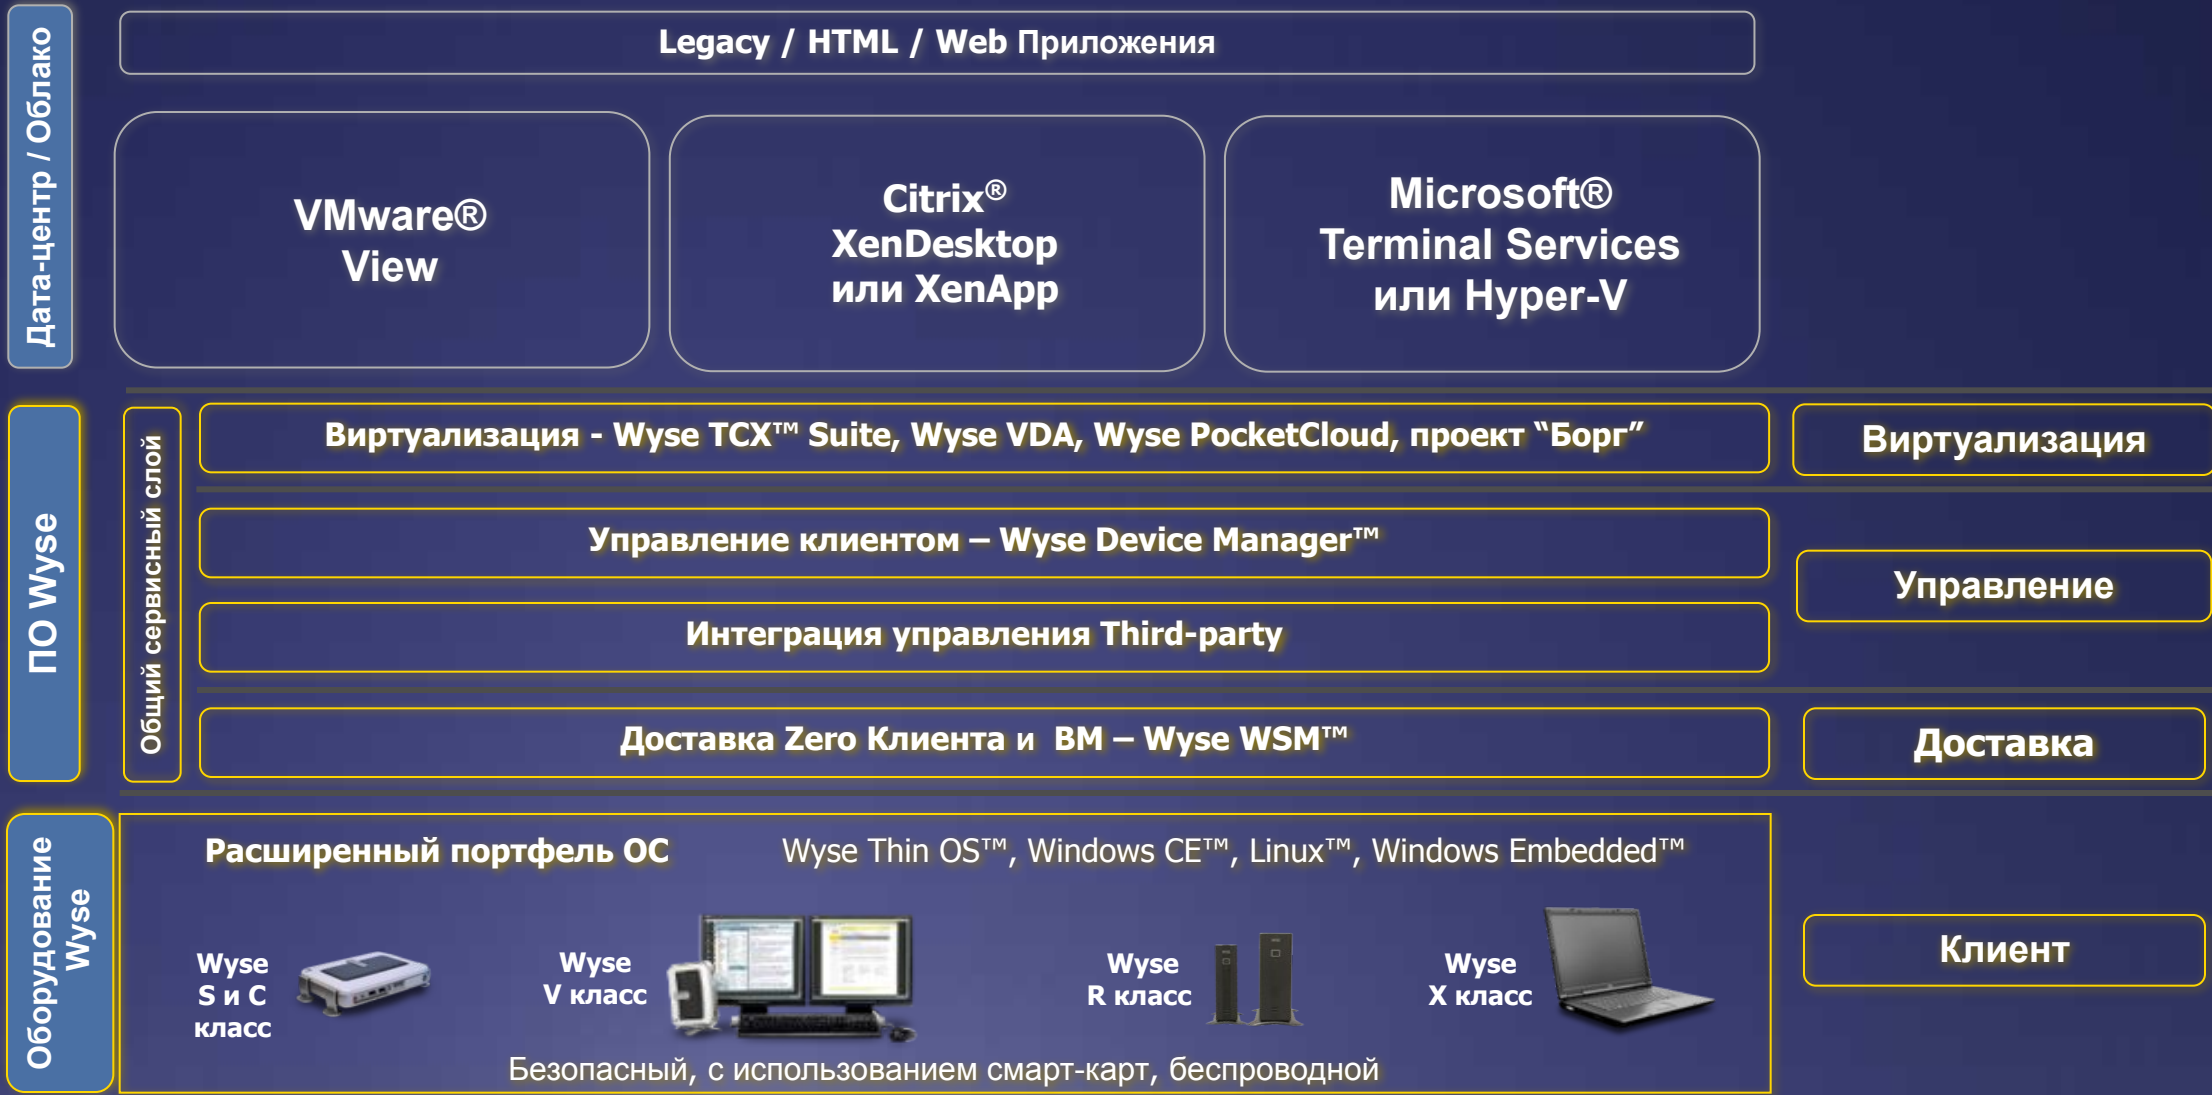 Дата-центр / Облако
Legacy / HTML / Web Приложения
VMware®
View
Citrix®
XenDesktop
или XenApp
Microsoft®
Terminal Services
или Hyper-V
ПО Wyse
Общий сервисный слой
Виртуализация - Wyse TCX™ Suite, Wyse VDA, Wyse PocketCloud, проект “Борг”
Виртуализация
Управление клиентом – Wyse Device Manager™
Интеграция управления Third-party
Управление
Доставка Zero Клиента и ВМ – Wyse WSM™
Доставка
Оборудование
Wyse
Расширенный портфель ОС
Wyse Thin OS™, Windows CE™, Linux™, Windows Embedded™
Wyse
S и C
класс
Wyse
V класс
Wyse
R класс
Wyse
X класс
Безопасный, с использованием смарт-карт, беспроводной
Клиент